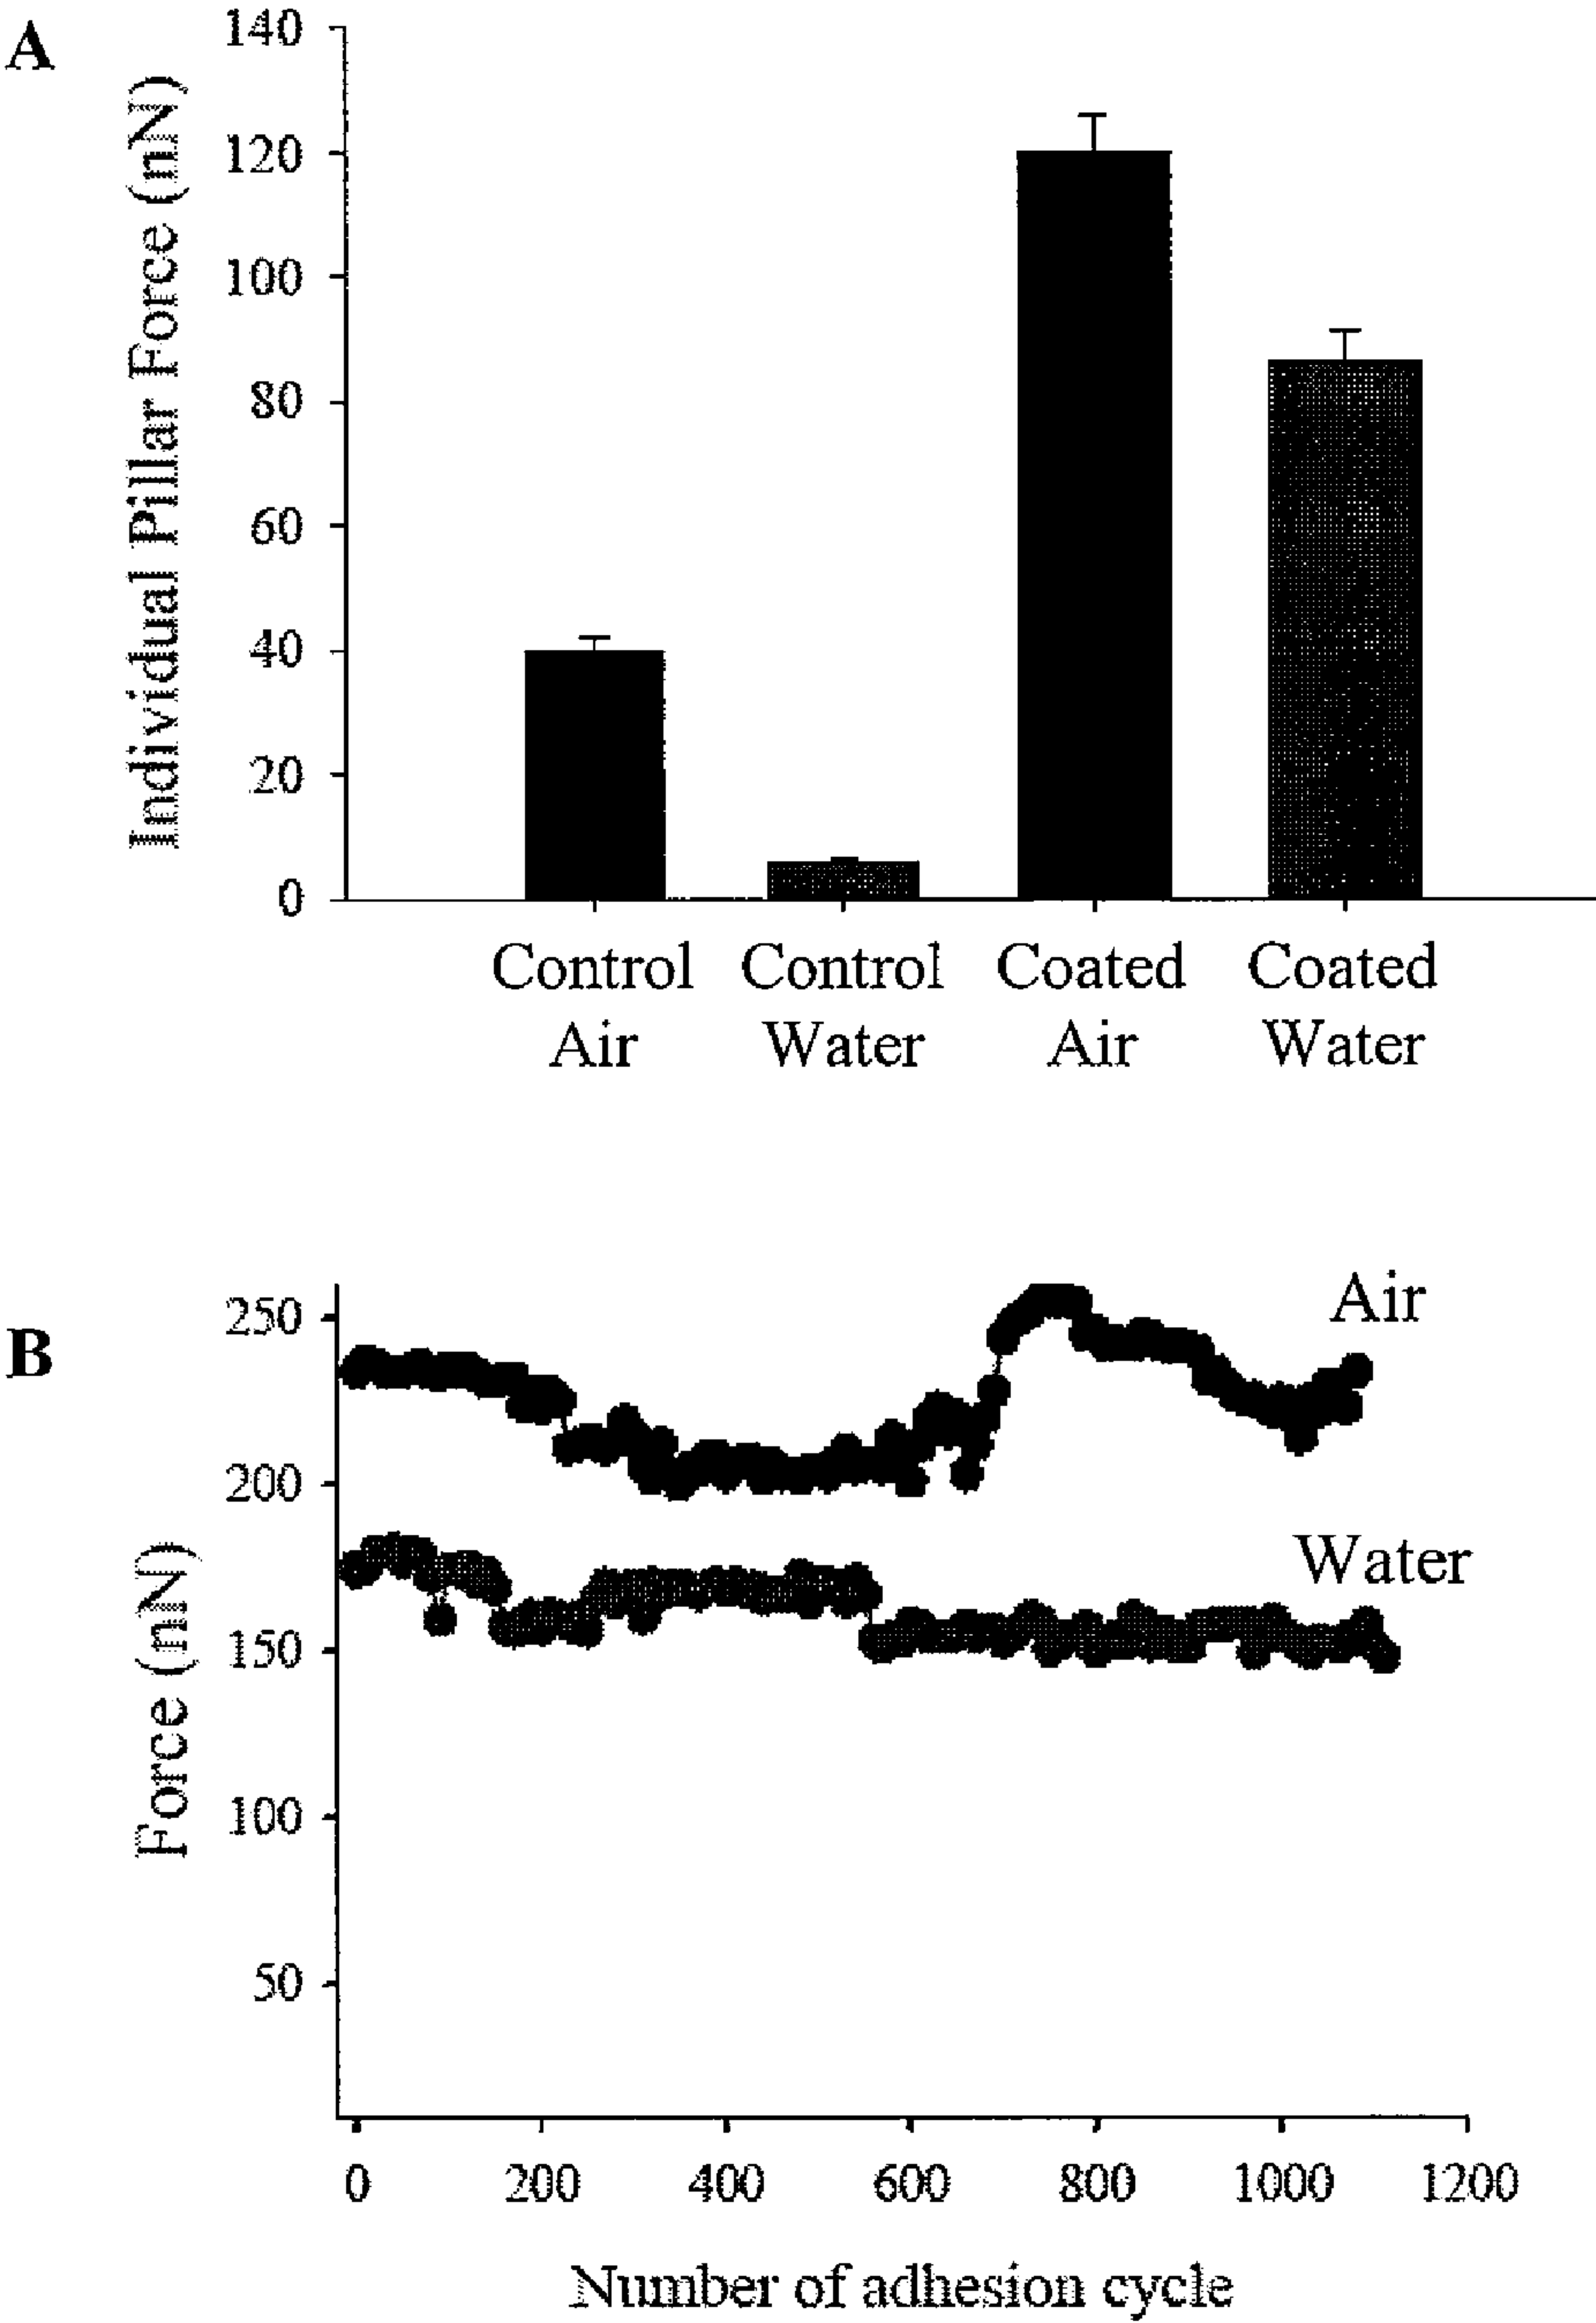 A
Individual Pillar Force (nN)
140
120
100
80
60
40
20
0
Control Control Coated Coated
Air Water Air Water
B
Force (nN)
250
200
150
100
50
Air
Water
0 200 400 600 800 1000 1200
Number of adhesion cycle